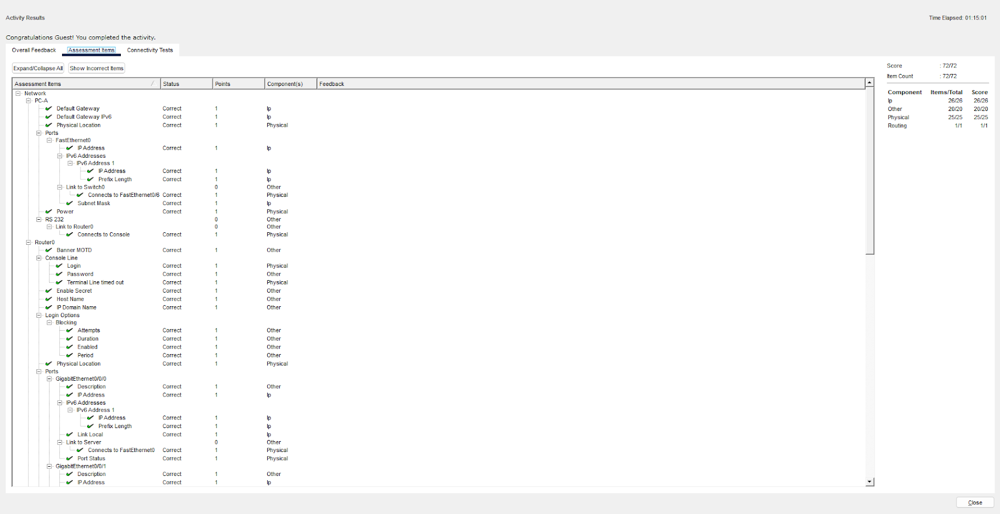 Activity Results
Time Elapsed: 01:15:01
Congratulations Guest! You completed the activity.
Overall Feedback Assessment Items Connectivity Tests
Expand/Collapse All Show Incorrect Items
Assessment Items Status Points Component(s) Feedback
Network
PC-A
Default Gateway Correct 1 Ip
Default Gateway IPv6 Correct 1 Ip
Physical Location Correct 1 Physical
Ports
FastEthernet0
IP Address Correct 1 Ip
IPv6 Addresses
IPv6 Address 1
IP Address Correct 1 Ip
Prefix Length Correct 1 Ip
Link to Switch0 0 Other
Connects to FastEthernet0/6 Correct 1 Physical
Subnet Mask Correct 1 Ip
Power Correct 1 Physical
RS 232 0 Other
Link to Router0 0 Other
Connects to Console Correct 1 Physical
Router0
Banner MOTD Correct 1 Other
Console Line
Login Correct 1 Physical
Password Correct 1 Other
Terminal Line timed out Correct 1 Physical
Enable Secret Correct 1 Other
Host Name Correct 1 Other
IP Domain Name Correct 1 Other
Login Options
Blocking
Attempts Correct 1 Other
Duration Correct 1 Other
Enabled Correct 1 Other
Period Correct 1 Other
Physical Location Correct 1 Physical
Ports
GigabitEthernet0/0/0
Description Correct 1 Other
IP Address Correct 1 Ip
IPv6 Addresses
IPv6 Address 1
IP Address Correct 1 Ip
Prefix Length Correct 1 Ip
Link Local Correct 1 Ip
Link to Server 0 Other
Connects to FastEthernet0 Correct 1 Physical
Port Status Correct 1 Physical
GigabitEthernet0/0/1
Description Correct 1 Other
IP Address Correct 1 Ip
Score : 72/72
Item Count : 72/72
Component Items/Total Score
Ip 26/26 26/26
Other 20/20 20/20
Physical 25/25 25/25
Routing 1/1 1/1
Close